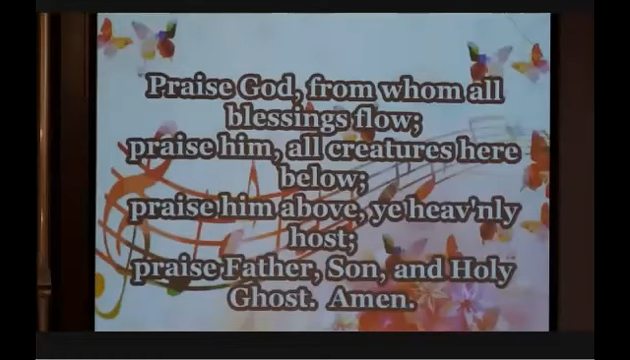 Praise God, from whom all
blessings flow;
praise him, all creatures here
below;
praise him above, ye heav'nly
host;
praise Father, Son, and Holy
Ghost.  Amen.